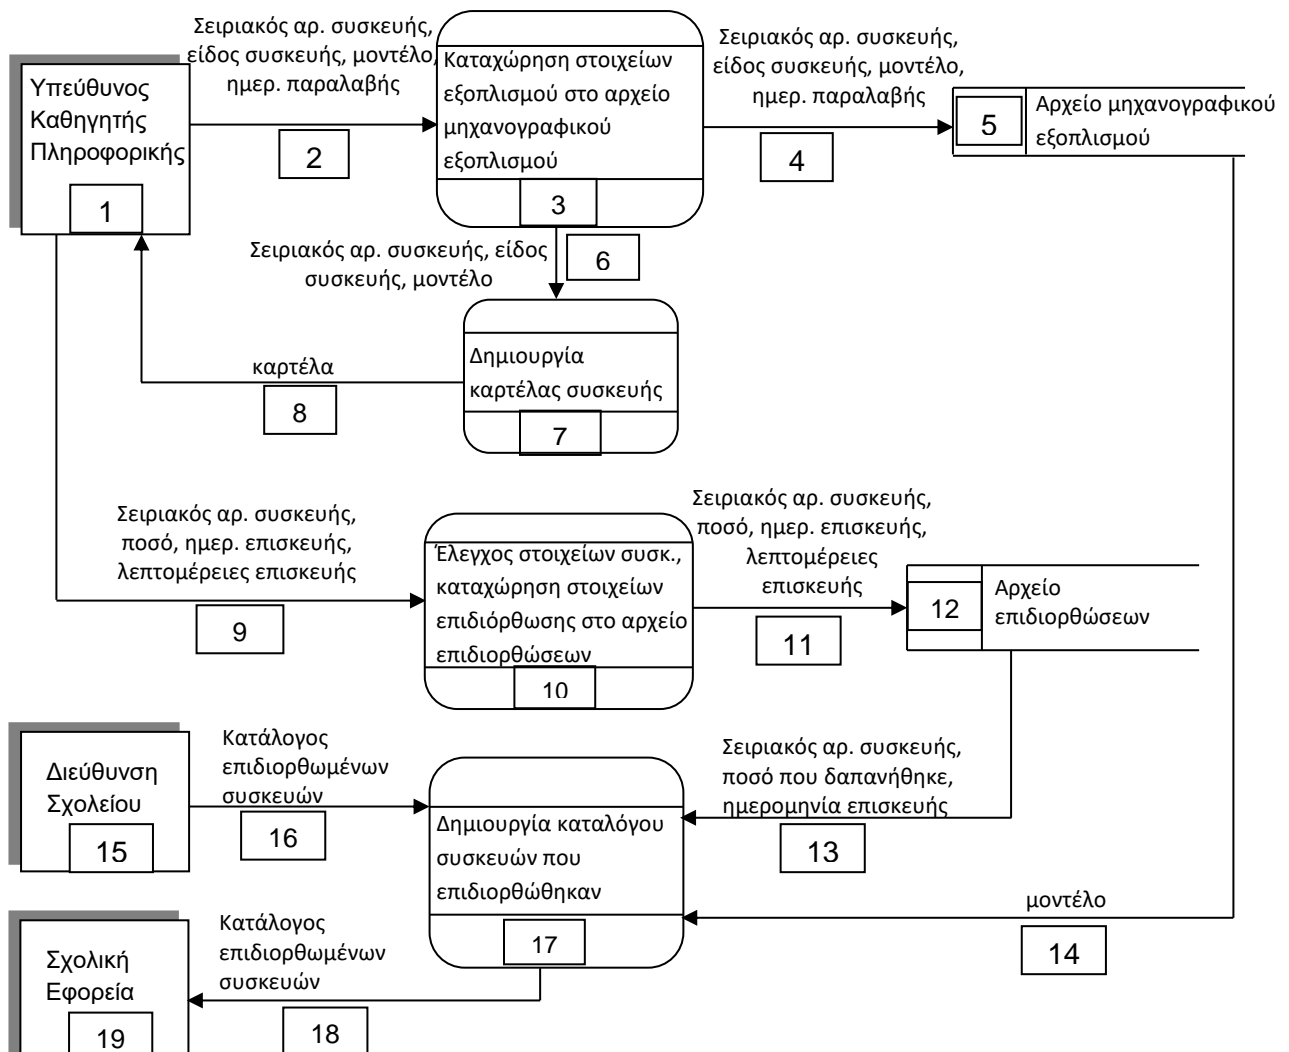 Σειριακός αρ. συσκευής,
είδος συσκευής, μοντέλο,
ημερ. παραλαβής
Υπεύθυνος
Καθηγητής
Πληροφορικής
1
2
Καταχώρηση στοιχείων
εξοπλισμού στο αρχείο
μηχανογραφικού
εξοπλισμού
3
Σειριακός αρ. συσκευής,
είδος συσκευής, μοντέλο,
ημερ. παραλαβής
4
5
Αρχείο μηχανογραφικού
εξοπλισμού
Σειριακός αρ. συσκευής, είδος
συσκευής, μοντέλο
6
Δημιουργία
καρτέλας συσκευής
7
καρτέλα
8
Σειριακός αρ. συσκευής,
ποσό, ημερ. επισκευής,
λεπτομέρειες επισκευής
9
Έλεγχος στοιχείων συσκ.,
καταχώρηση στοιχείων
επιδιόρθωσης στο αρχείο
επιδιορθώσεων
10
Σειριακός αρ. συσκευής,
ποσό, ημερ. επισκευής,
λεπτομέρειες
επισκευής
11
12
Αρχείο
επιδιορθώσεων
Διεύθυνση
Σχολείου
15
Κατάλογος
επιδιορθωμένων
συσκευών
16
Δημιουργία καταλόγου
συσκευών που
επιδιορθώθηκαν
17
Σειριακός αρ. συσκευής,
ποσό που δαπανήθηκε,
ημερομηνία επισκευής
13
μοντέλο
14
Σχολική
Εφορεία
19
Κατάλογος
επιδιορθωμένων
συσκευών
18